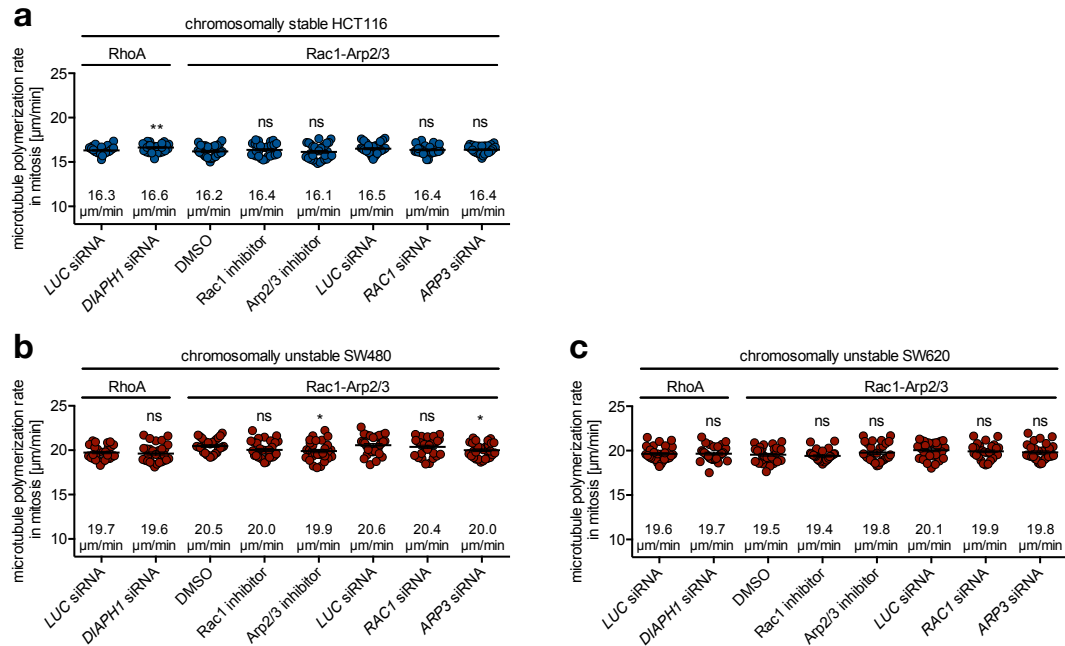 a
chromosomally stable HCT116
RhoA
Rac1-Arp2/3
microtubule polymerization rate
in mitosis [µm/min]
25
20
15
10
**
ns
ns
ns
ns
16.3
µm/min
16.6
µm/min
16.2
µm/min
16.4
µm/min
16.1
µm/min
16.5
µm/min
16.4
µm/min
16.4
µm/min
LUC siRNA
DIAPH1 siRNA
DMSO
Rac1 inhibitor
Arp2/3 inhibitor
LUC siRNA
RAC1 siRNA
ARP3 siRNA
b
chromosomally unstable SW480
RhoA
Rac1-Arp2/3
microtubule polymerization rate
in mitosis [µm/min]
25
20
15
10
ns
ns
*
ns
*
19.7
µm/min
19.6
µm/min
20.5
µm/min
20.0
µm/min
19.9
µm/min
20.6
µm/min
20.4
µm/min
20.0
µm/min
LUC siRNA
DIAPH1 siRNA
DMSO
Rac1 inhibitor
Arp2/3 inhibitor
LUC siRNA
RAC1 siRNA
ARP3 siRNA
c
chromosomally unstable SW620
RhoA
Rac1-Arp2/3
microtubule polymerization rate
in mitosis [µm/min]
25
20
15
10
ns
ns
ns
ns
ns
19.6
µm/min
19.7
µm/min
19.5
µm/min
19.4
µm/min
19.8
µm/min
20.1
µm/min
19.9
µm/min
19.8
µm/min
LUC siRNA
DIAPH1 siRNA
DMSO
Rac1 inhibitor
Arp2/3 inhibitor
LUC siRNA
RAC1 siRNA
ARP3 siRNA